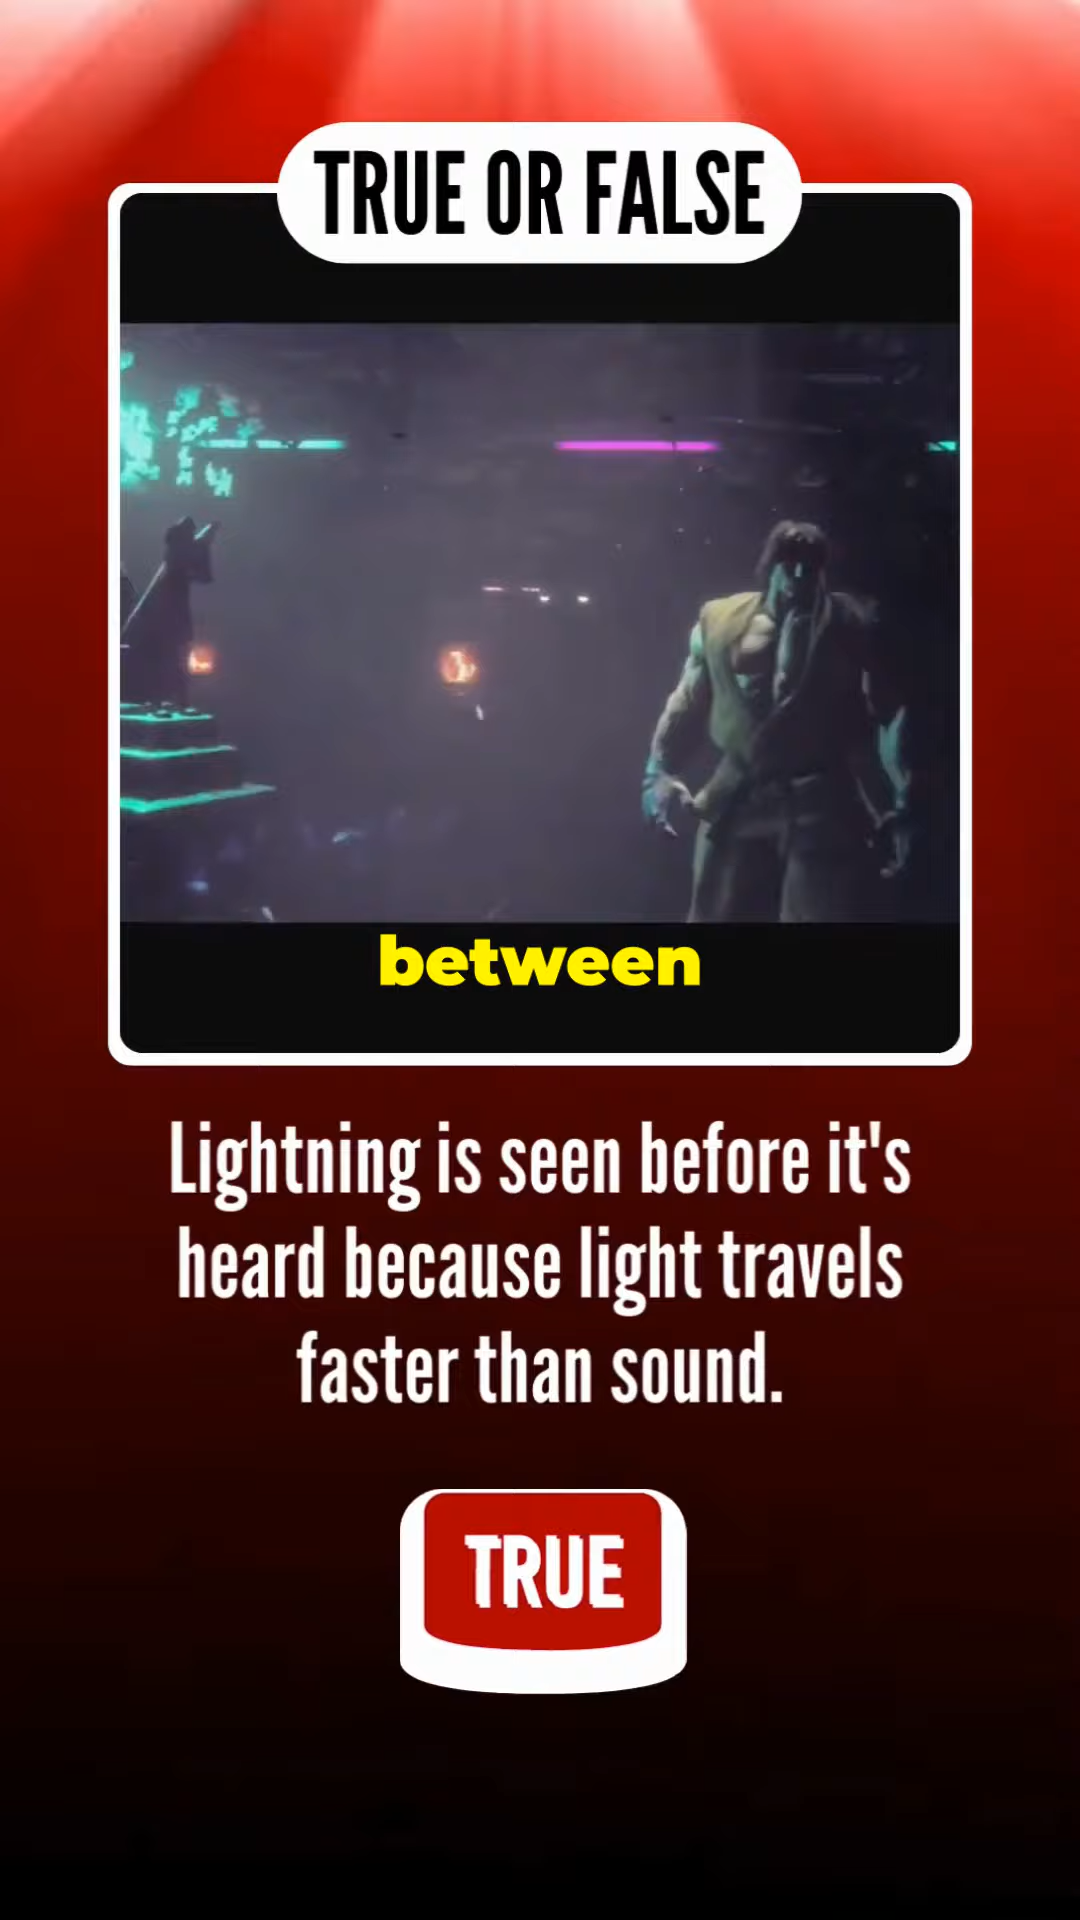 TRUE OR FALSE
between
Lightning is seen before it's
heard because light travels
faster than sound.
TRUE